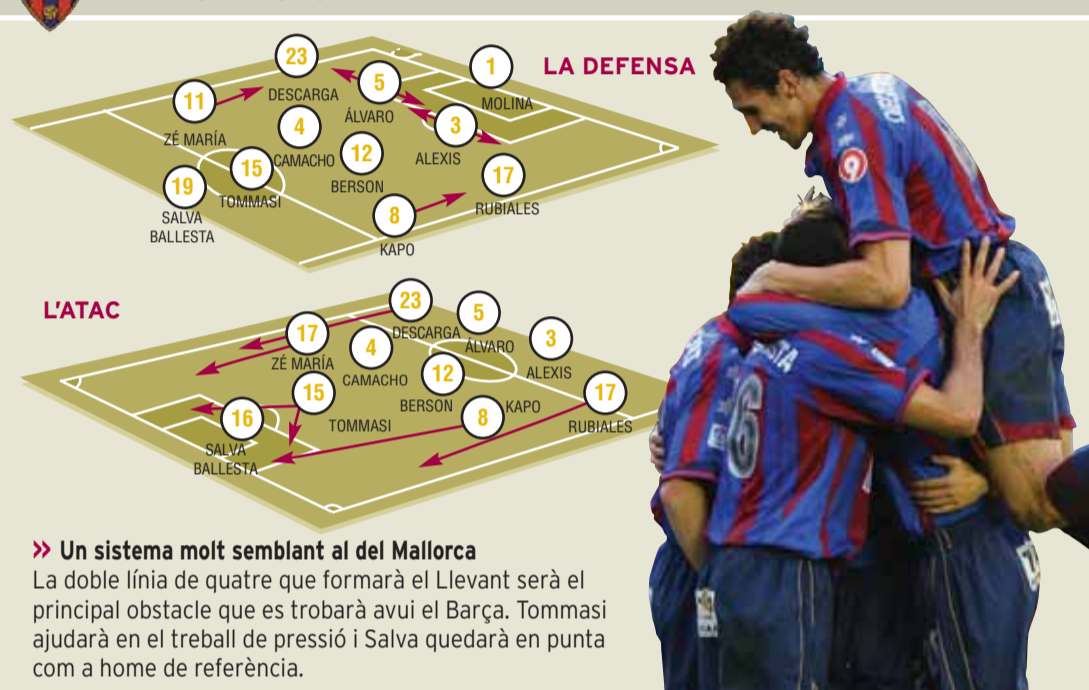 LA DEFENSA
23
DESCARGA
5
ÁLVARO
1
MOLINA
11
ZÉ MARÍA
4
CAMACHO
3
ALEXIS
12
BERSON
15
TOMMASI
19
SALVA
BALLESTA
17
RUBIALES
8
KAPO
L'ATAC
23
DESCARGA
5
ÁLVARO
17
ZÉ MARÍA
4
CAMACHO
3
ALEXIS
12
BERSON
15
TOMMASI
8
KAPO
17
RUBIALES
16
SALVA
BALLESTA
9
6
» Un sistema molt semblant al del Mallorca
La doble línia de quatre que formarà el Llevant serà el
principal obstacle que es trobarà avui el Barça. Tommasi
ajudarà en el treball de pressió i Salva quedarà en punta
com a home de referència.